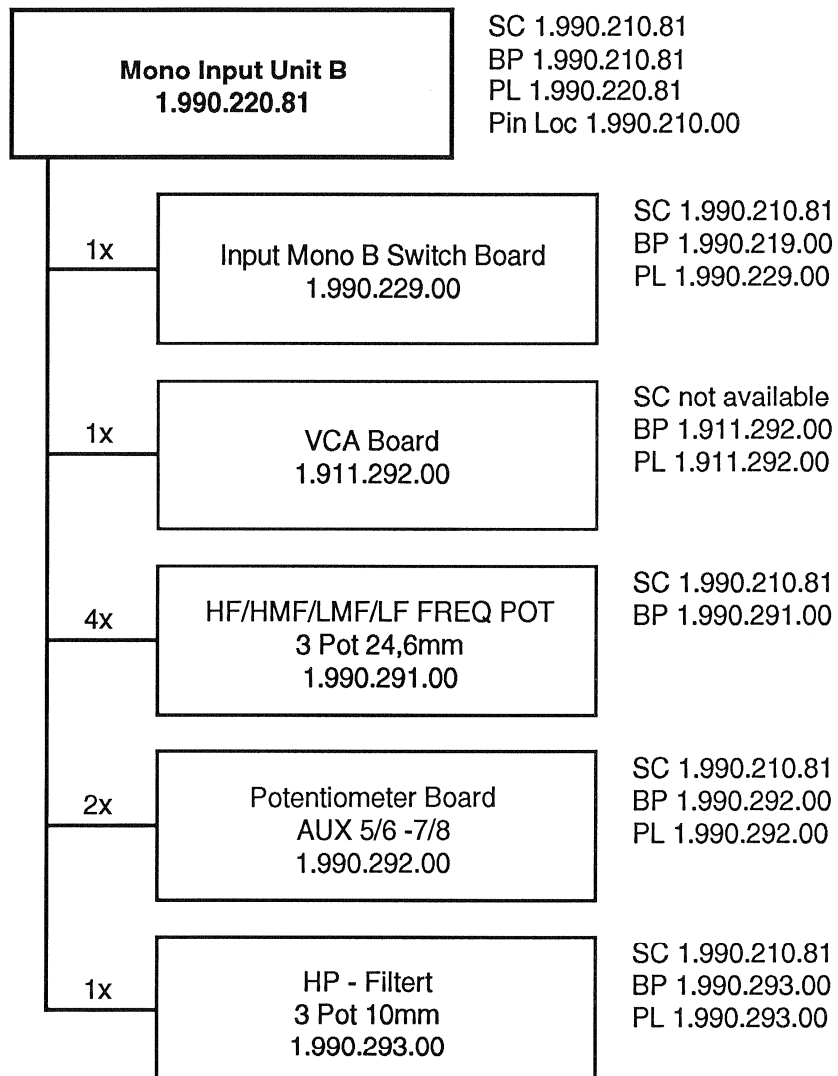 Mono Input Unit B
1.990.220.81
SC 1.990.210.81
BP 1.990.210.81
PL 1.990.220.81
Pin Loc 1.990.210.00
1x
Input Mono B Switch Board
1.990.229.00
SC 1.990.210.81
BP 1.990.219.00
PL 1.990.229.00
1x
VCA Board
1.911.292.00
SC not available
BP 1.911.292.00
PL 1.911.292.00
4x
HF/HMF/LMF/LF FREQ POT
3 Pot 24,6mm
1.990.291.00
SC 1.990.210.81
BP 1.990.291.00
2x
Potentiometer Board
AUX 5/6 -7/8
1.990.292.00
SC 1.990.210.81
BP 1.990.292.00
PL 1.990.292.00
1x
HP - Filtert
3 Pot 10mm
1.990.293.00
SC 1.990.210.81
BP 1.990.293.00
PL 1.990.293.00